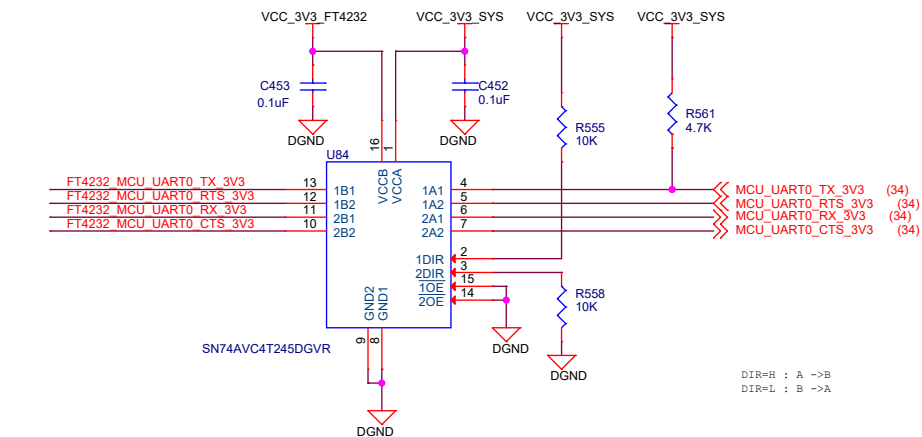 VCC_3V3_FT4232
VCC_3V3_SYS
VCC_3V3_SYS
VCC_3V3_SYS
C453
0.1uF
C452
0.1uF
R555
10K
R561
4.7K
DGND
DGND
16
1
U84
VCCB
VCCA
FT4232_MCU_UART0_TX_3V3 13 1B1 1A1 4 MCU_UART0_TX_3V3 (34)
FT4232_MCU_UART0_RTS_3V3 12 1B2 1A2 5 MCU_UART0_RTS_3V3 (34)
FT4232_MCU_UART0_RX_3V3 11 2B1 2A1 6 MCU_UART0_RX_3V3 (34)
FT4232_MCU_UART0_CTS_3V3 10 2B2 2A2 7 MCU_UART0_CTS_3V3 (34)
1DIR 2
2DIR 3
1OE 15
2OE 14
GND2
GND1
R558
10K
9
8
SN74AVC4T245DGVR
DGND
DGND
DIR=H : A ->B
DIR=L : B ->A
DGND